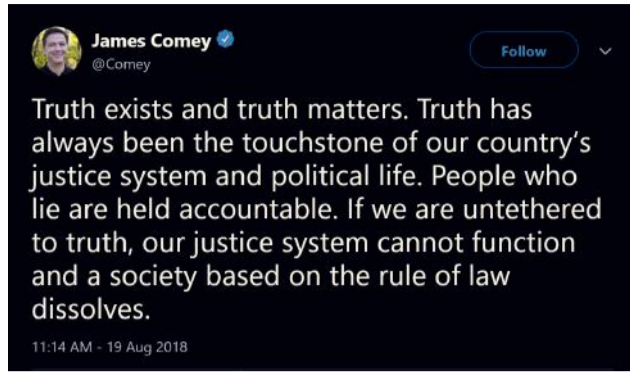 James Comey
@Comey
Follow
Truth exists and truth matters. Truth has
always been the touchstone of our country's
justice system and political life. People who
lie are held accountable. If we are untethered
to truth, our justice system cannot function
and a society based on the rule of law
dissolves.
11:14 AM - 19 Aug 2018